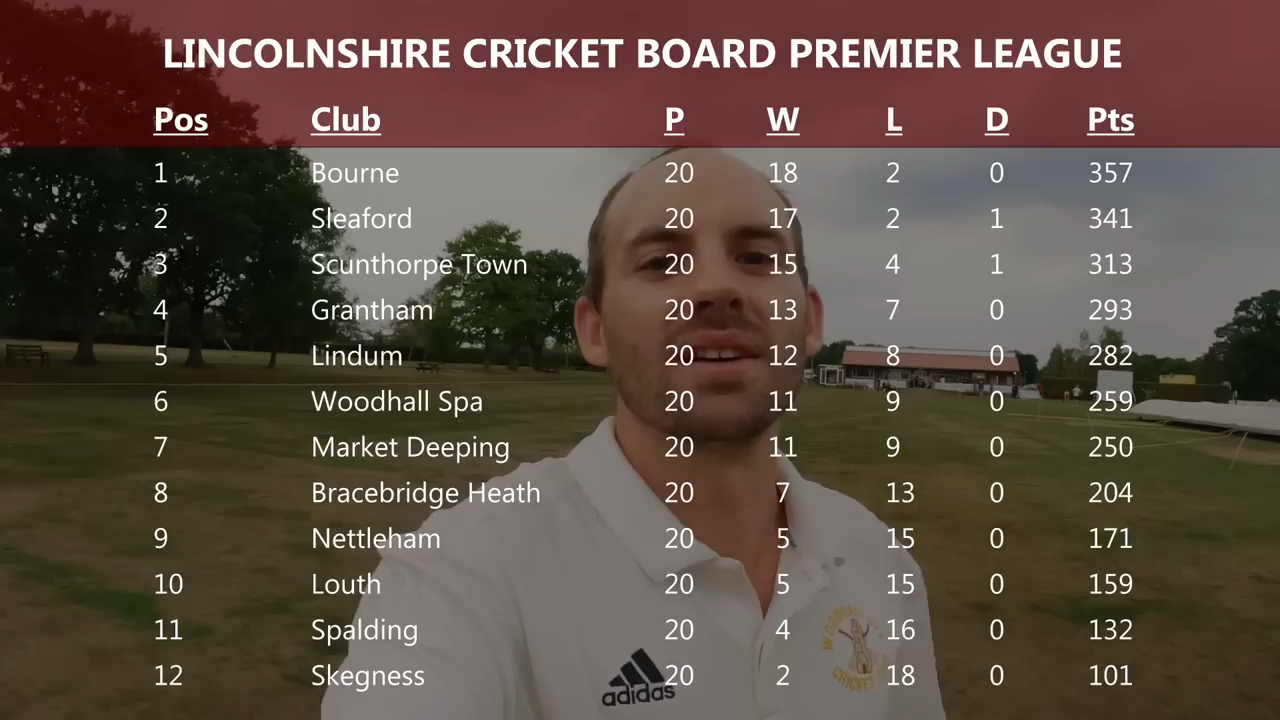 LINCOLNSHIRE CRICKET BOARD PREMIER LEAGUE
Pos Club P W L D Pts
1 Bourne 20 18 2 0 357
2 Sleaford 20 17 2 1 341
3 Scunthorpe Town 20 15 4 1 313
4 Grantham 20 13 7 0 293
5 Lindum 20 12 8 0 282
6 Woodhall Spa 20 11 9 0 259
7 Market Deeping 20 11 9 0 250
8 Bracebridge Heath 20 7 13 0 204
9 Nettleham 20 5 15 0 171
10 Louth 20 5 15 0 159
11 Spalding 20 4 16 0 132
12 Skegness 20 2 18 0 101
adidas
CRICKET